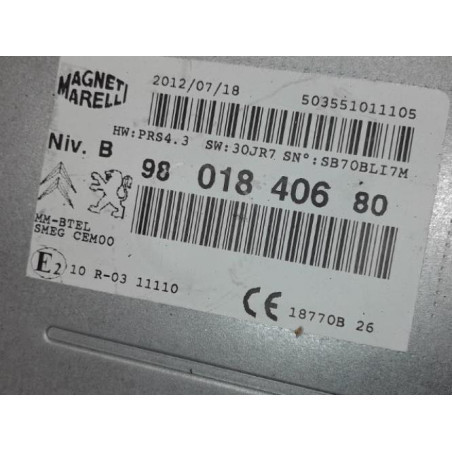 MAGNETI
MARELLI
2012/07/18
503551011105
HW:PRS4.3 SW:30JR7 SN°:SB70BLI7M
Niv. B
98 018 406 80
MM-BTEL
SMEG CEM00
E2 10 R-03 11110
CE 18770B 26